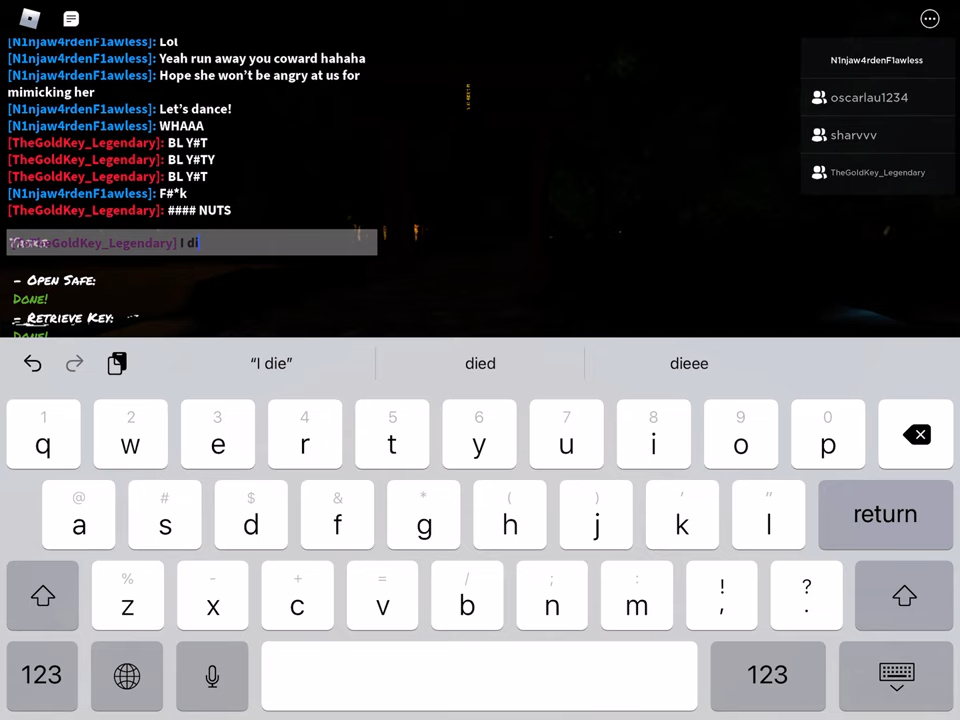 [N1njaw4rdenF1awless]: Lol
[N1njaw4rdenF1awless]: Yeah run away you coward hahaha
[N1njaw4rdenF1awless]: Hope she won't be angry at us for
mimicking her
[N1njaw4rdenF1awless]: Let's dance!
[N1njaw4rdenF1awless]: WHAAA
[TheGoldKey_Legendary]: BL Y#T
[TheGoldKey_Legendary]: BL Y#TY
[TheGoldKey_Legendary]: BL Y#T
[N1njaw4rdenF1awless]: F#*k
[TheGoldKey_Legendary]: #### NUTS
TheGoldKey_Legendary] I di
- Open Safe:
Done!
- Retrieve Key:
Done!
N1njaw4rdenF1awless
oscarlau1234
sharvvv
TheGoldKey_Legendary
"I die" died dieee
1 2 3 4 5 6 7 8 9 0
q w e r t y u i o p
@ # $ & * ( ) ' "
a s d f g h j k l return
% - + = / ; : ! ?
z x c v b n m , .
123 123